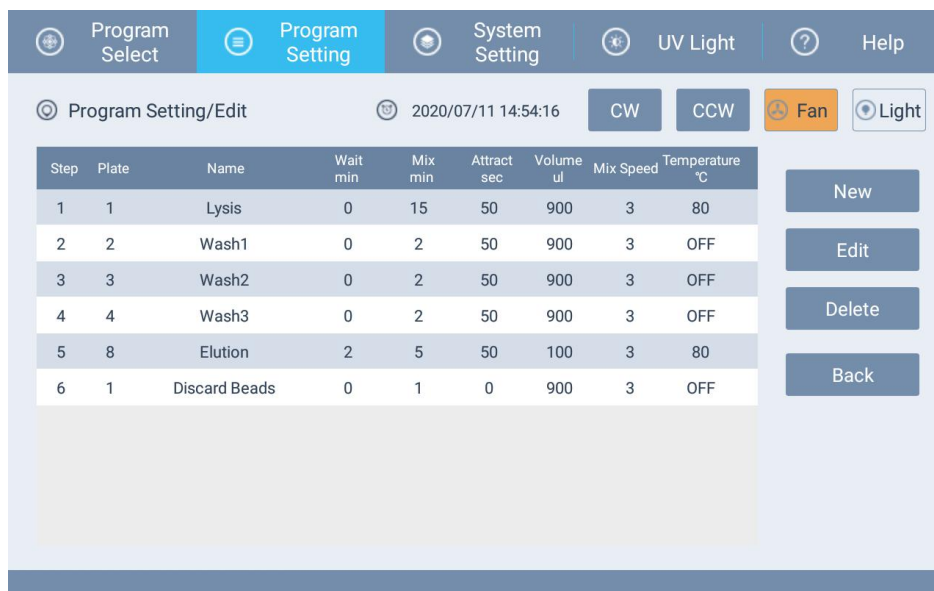 Program Select
Program Setting
System Setting
UV Light
? Help
Program Setting/Edit 2020/07/11 14:54:16 CW CCW Fan Light
Step Plate Name Wait min Mix min Attract sec Volume ul Mix Speed Temperature ℃
1 1 Lysis 0 15 50 900 3 80
2 2 Wash1 0 2 50 900 3 OFF
3 3 Wash2 0 2 50 900 3 OFF
4 4 Wash3 0 2 50 900 3 OFF
5 8 Elution 2 5 50 100 3 80
6 1 Discard Beads 0 1 0 900 3 OFF
New
Edit
Delete
Back